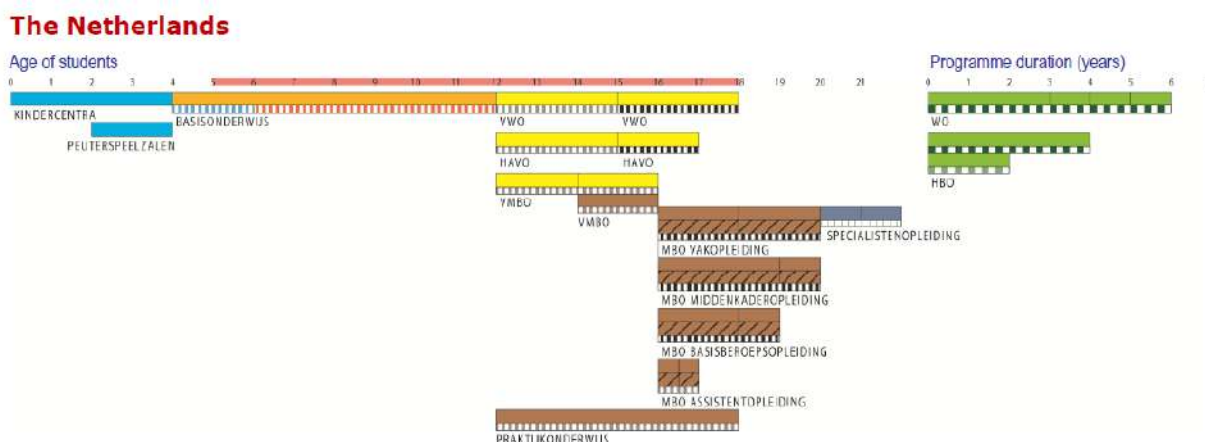 The Netherlands
Age of students
Programme duration (years)
0 1 2 3 4 5 6 7 8 9 10 11 12 13 14 15 16 17 18 19 20 21
0 1 2 3 4 5 6
KINDERCENTRA
BASISONDERWIJS
VWO
VWO
WO
PEUTERSPEELZALEN
HAVO
HAVO
HBO
VMBO
VMBO
MBO VAKOPLEIDING
SPECIALISTENOPLEIDING
MBO MIDDENKADEROPLEIDING
MBO BASISBEROEPSOPLEIDING
MBO ASSISTENTOPLEIDING
PRAKTIJKONDERWIJS